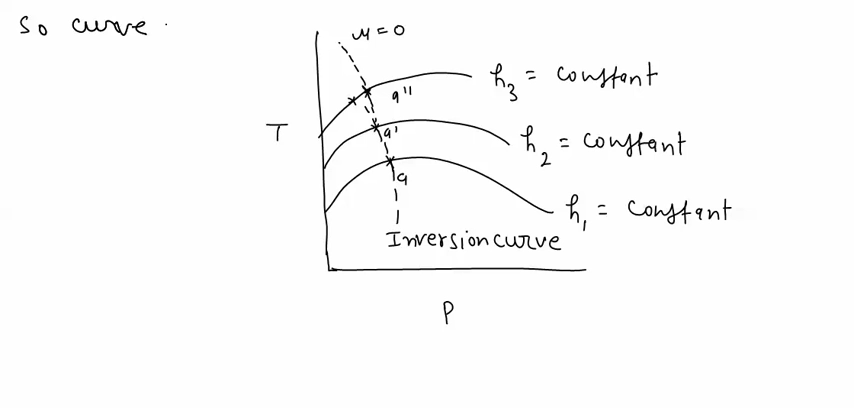 So curve
μ = 0
h3 = constant
a"
T
a'
h2 = constant
a
h1 = constant
Inversion curve
P